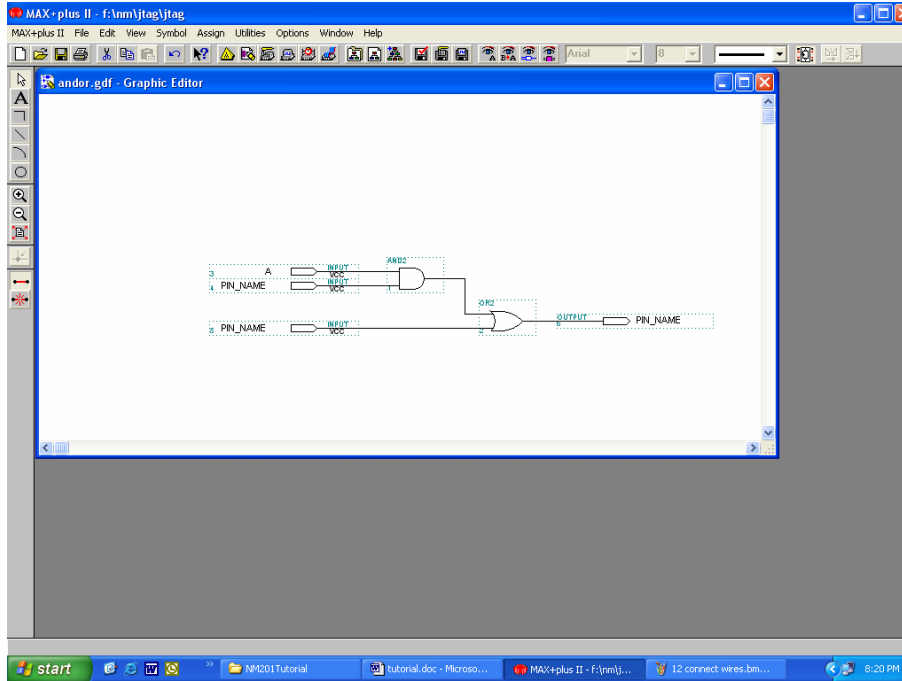 MAX+plus II - f:\nm\jtag\jtag
MAX+plus II File Edit View Symbol Assign Utilities Options Window Help
Arial 8
andor.gdf - Graphic Editor
A
AND2
3 A INPUT
VCC
4 PIN_NAME INPUT
VCC
1
OR2
5 PIN_NAME INPUT
VCC
2
OUTPUT
6 PIN_NAME
start
NM201Tutorial
tutorial.doc - Microso...
MAX+plus II - f:\nm\j...
12 connect wires.bm...
8:20 PM